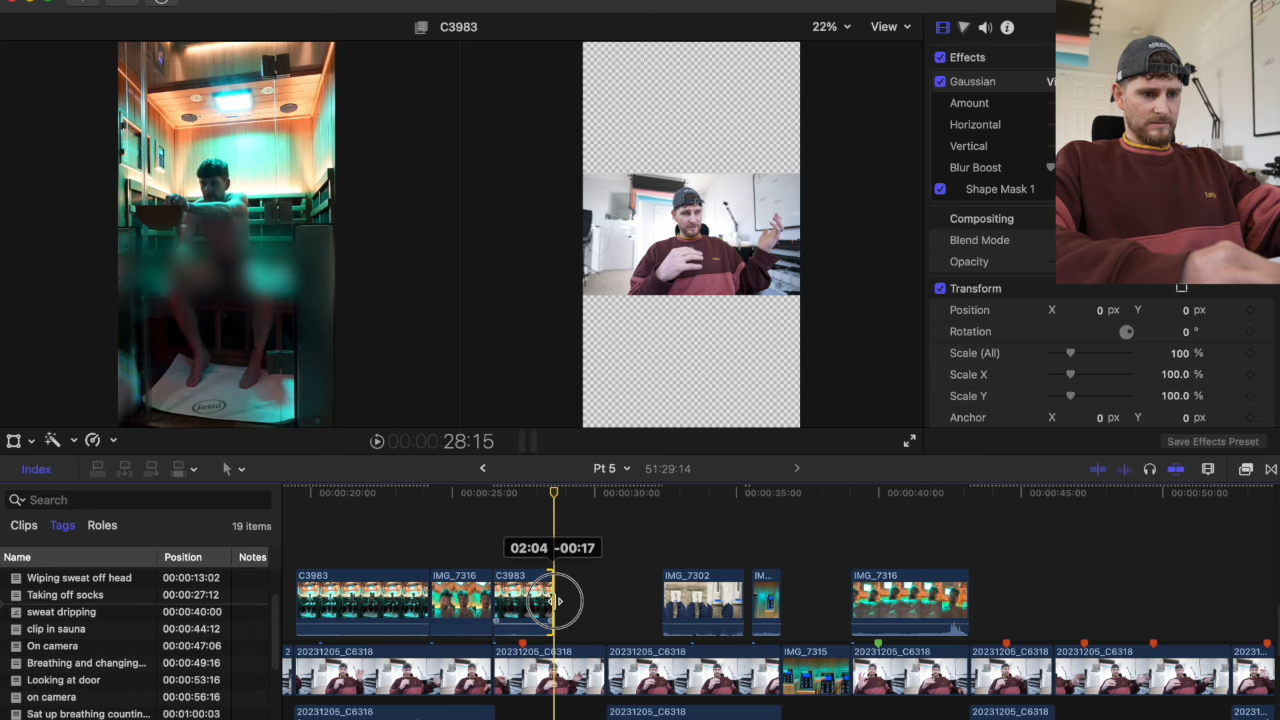 C3983
22%
View
Effects
Gaussian
Vi
Amount
Horizontal
Vertical
Blur Boost
Shape Mask 1
Compositing
Blend Mode
Opacity
Transform
Position X 0 px Y 0 px
Rotation 0 °
Scale (All) 100 %
Scale X 100.0 %
Scale Y 100.0 %
Anchor X 0 px Y 0 px
00:00:00:28:15
Save Effects Preset
Index
Pt 5
51:29:14
Search
Clips Tags Roles 19 items
Name Position Notes
Wiping sweat off head 00:00:13:02
Taking off socks 00:00:27:12
sweat dripping 00:00:40:00
clip in sauna 00:00:44:12
On camera 00:00:47:06
Breathing and changing... 00:00:49:16
Looking at door 00:00:53:16
on camera 00:00:56:16
Sat up breathing countin... 00:01:00:03
00:00:20:00 00:00:25:00 00:00:30:00 00:00:35:00 00:00:40:00 00:00:45:00 00:00:50:00
02:04 -00:17
C3983 IMG_7316 C3983 IMG_7302 IM... IMG_7316
2 20231205_C6318 20231205_C6318 20231205_C6318 IMG_7315 20231205_C6318 20231205_C6318 20231205_C6318 20231...
20231205_C6318 20231205_C6318 20231205_C6318 20231...